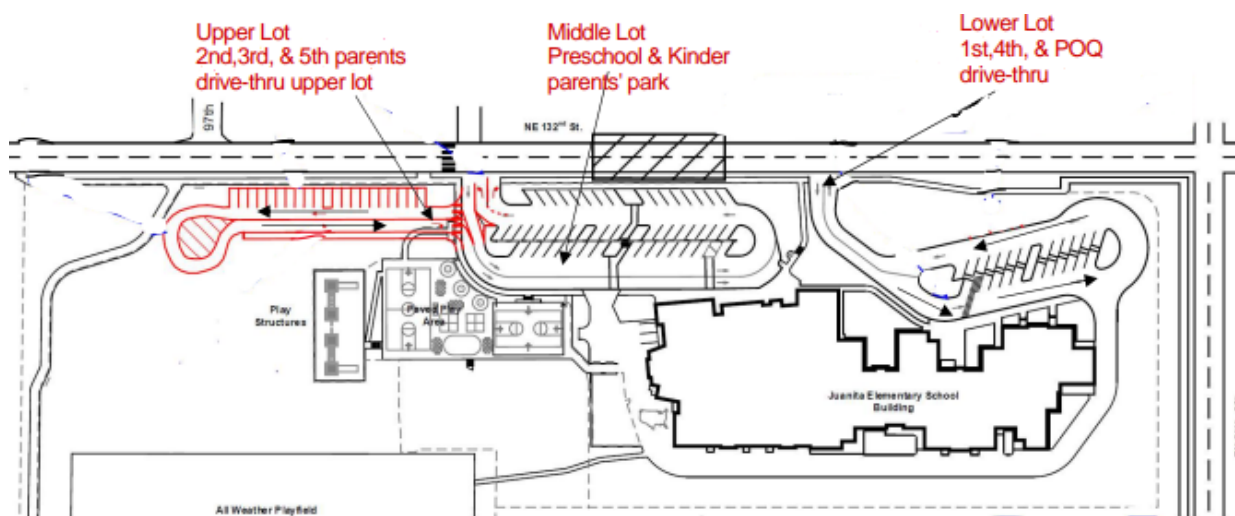 Upper Lot
2nd,3rd, & 5th parents
drive-thru upper lot
Middle Lot
Preschool & Kinder
parents' park
Lower Lot
1st,4th, & POQ
drive-thru
97th
NE 132nd St.
Play
Structures
Paved Play
Area
Juanita Elementary School
Building
All Weather Playfield